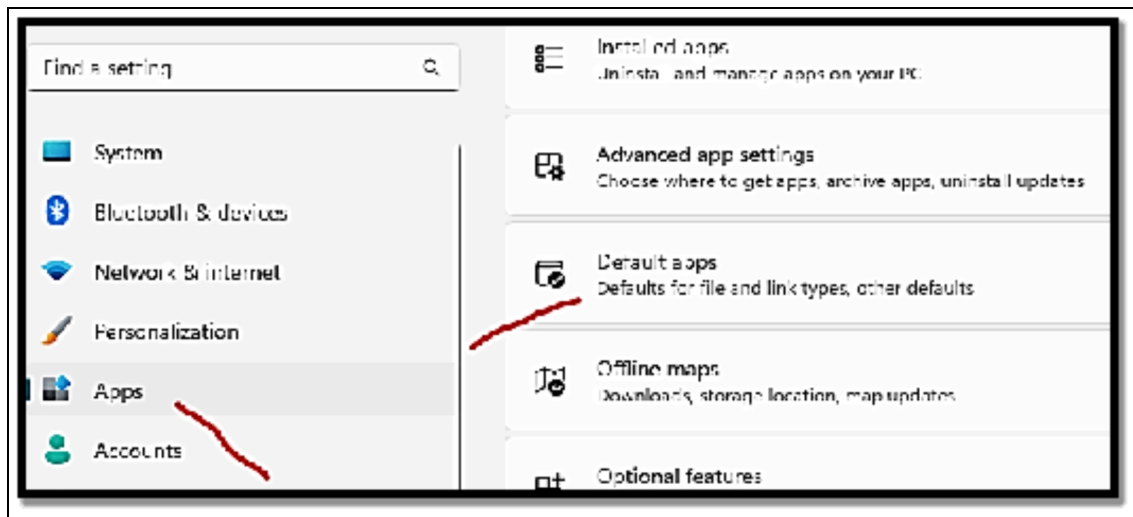 Find a setting
System
Bluetooth & devices
Network & internet
Personalization
Apps
Accounts
Installed apps
Uninstall and manage apps on your PC
Advanced app settings
Choose where to get apps, archive apps, uninstall updates
Default apps
Defaults for file and link types, other defaults
Offline maps
Downloads, storage location, map updates
Optional features